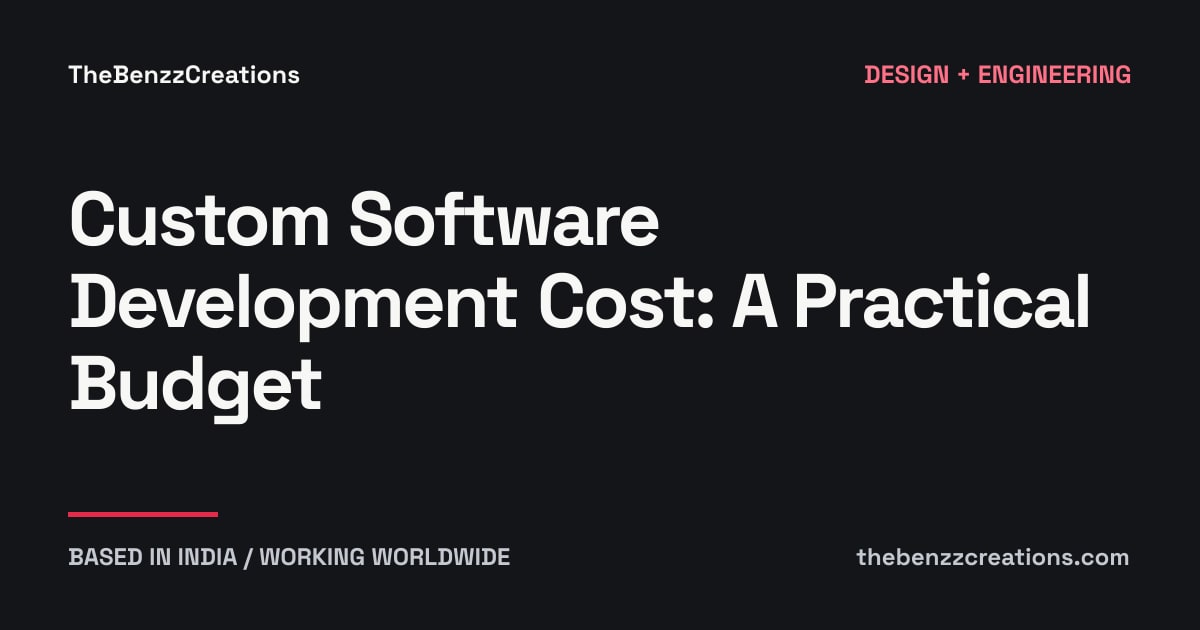 TheBenzzCreations
DESIGN + ENGINEERING
Custom Software
Development Cost: A Practical
Budget
BASED IN INDIA / WORKING WORLDWIDE
thebenzzcreations.com